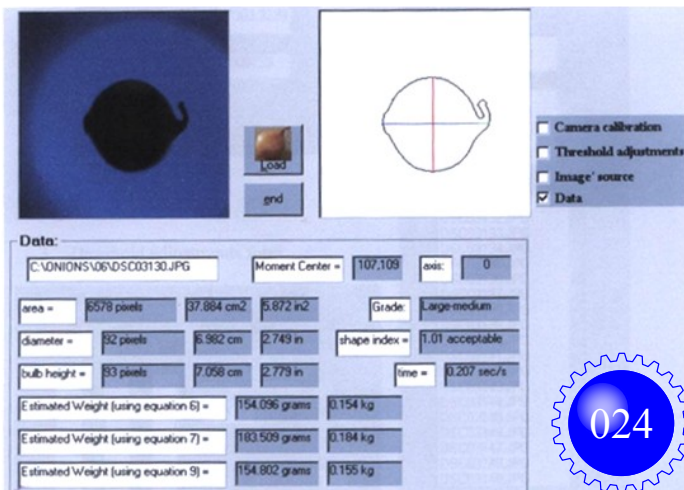 Load
end
Camera calibration
Threshold adjustments
Image' source
Data
Data:
C:\ONIONS\06\DSC03130.JPG Moment Center = 107,109 axis: 0
area = 6578 pixels 37.884 cm2 5.872 in2 Grade: Large-medium
diameter = 92 pixels 6.982 cm 2.749 in shape index = 1.01 acceptable
bulb height = 93 pixels 7.058 cm 2.779 in time = 0.207 sec/s
Estimated Weight (using equation 6) = 154.096 grams 0.154 kg
Estimated Weight (using equation 7) = 183.509 grams 0.184 kg
Estimated Weight (using equation 9) = 154.802 grams 0.155 kg
024